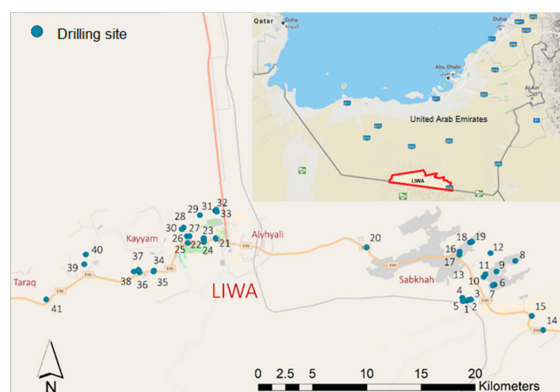 Drilling site
Qatar
Doha
Abu Dhabi
Al Ain
United Arab Emirates
LIWA
28 29 31 32
30 27 23 33
26
25 22 24 21
Kayyam
Alyhyali
20
18 19
16 12
17 8
40
37 34
39
13 10 11 9
Sabkhah
Taraq
38 36 35
LIWA
7 6
4 3
5 1 2
41
15
14
N
0 2.5 5 10 15 20
Kilometers